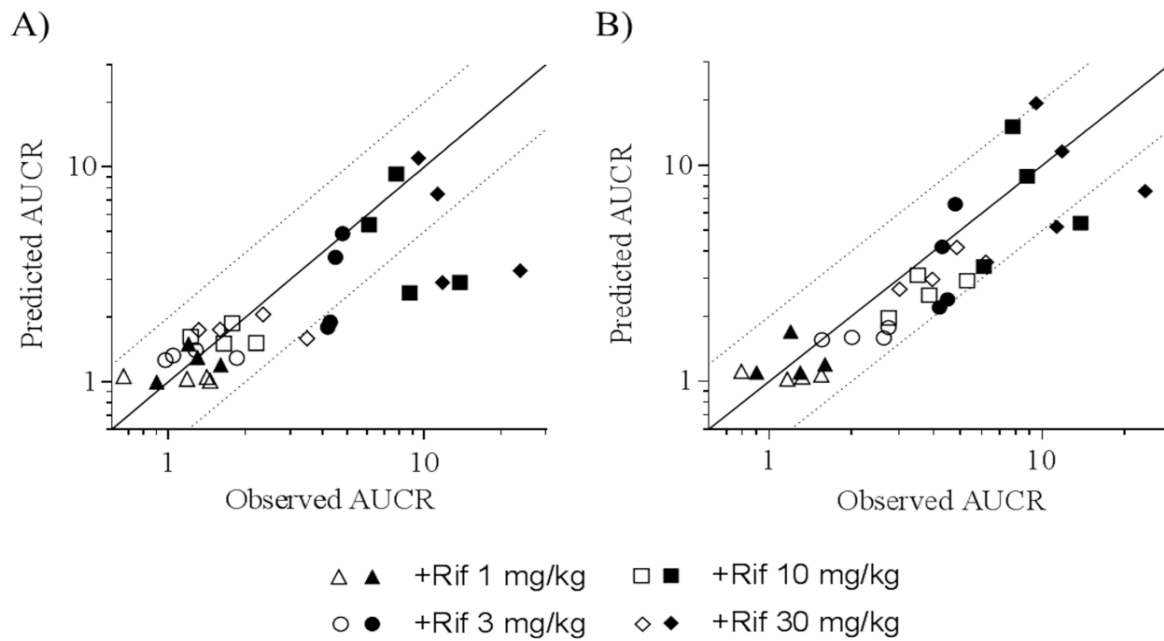 A)
B)
Predicted AUCR
10
1
1
10
Observed AUCR
Predicted AUCR
10
1
1
10
Observed AUCR
+Rif 1 mg/kg
+Rif 10 mg/kg
+Rif 3 mg/kg
+Rif 30 mg/kg